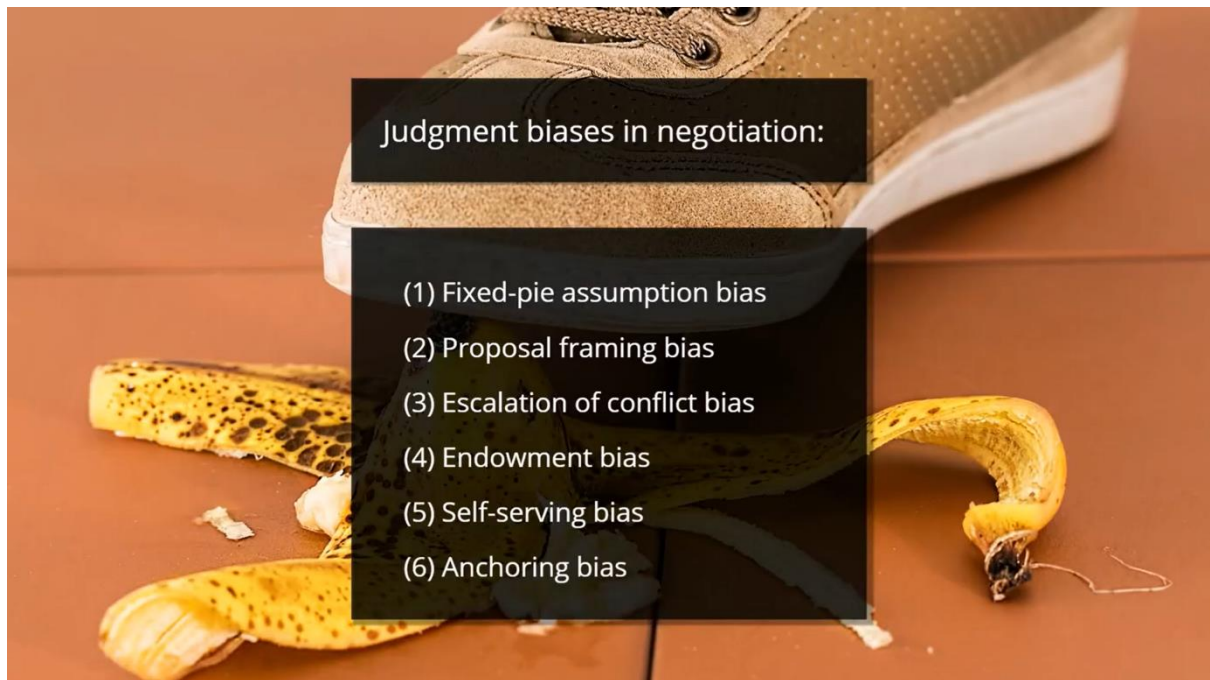 Judgment biases in negotiation:
(1) Fixed-pie assumption bias
(2) Proposal framing bias
(3) Escalation of conflict bias
(4) Endowment bias
(5) Self-serving bias
(6) Anchoring bias